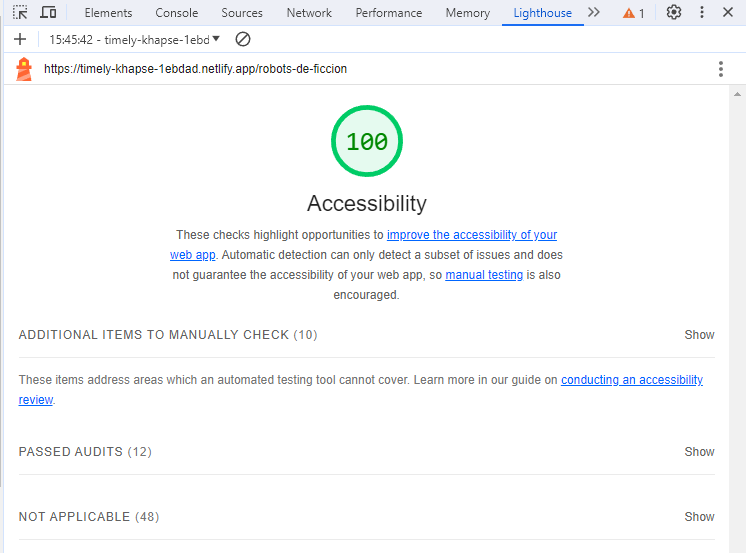 Elements Console Sources Network Performance Memory Lighthouse 1
15:45:42 - timely-khapse-1ebd
https://timely-khapse-1ebdad.netlify.app/robots-de-ficcion
100
Accessibility
These checks highlight opportunities to improve the accessibility of your
web app. Automatic detection can only detect a subset of issues and does
not guarantee the accessibility of your web app, so manual testing is also
encouraged.
ADDITIONAL ITEMS TO MANUALLY CHECK (10) Show
These items address areas which an automated testing tool cannot cover. Learn more in our guide on conducting an accessibility
review.
PASSED AUDITS (12) Show
NOT APPLICABLE (48) Show